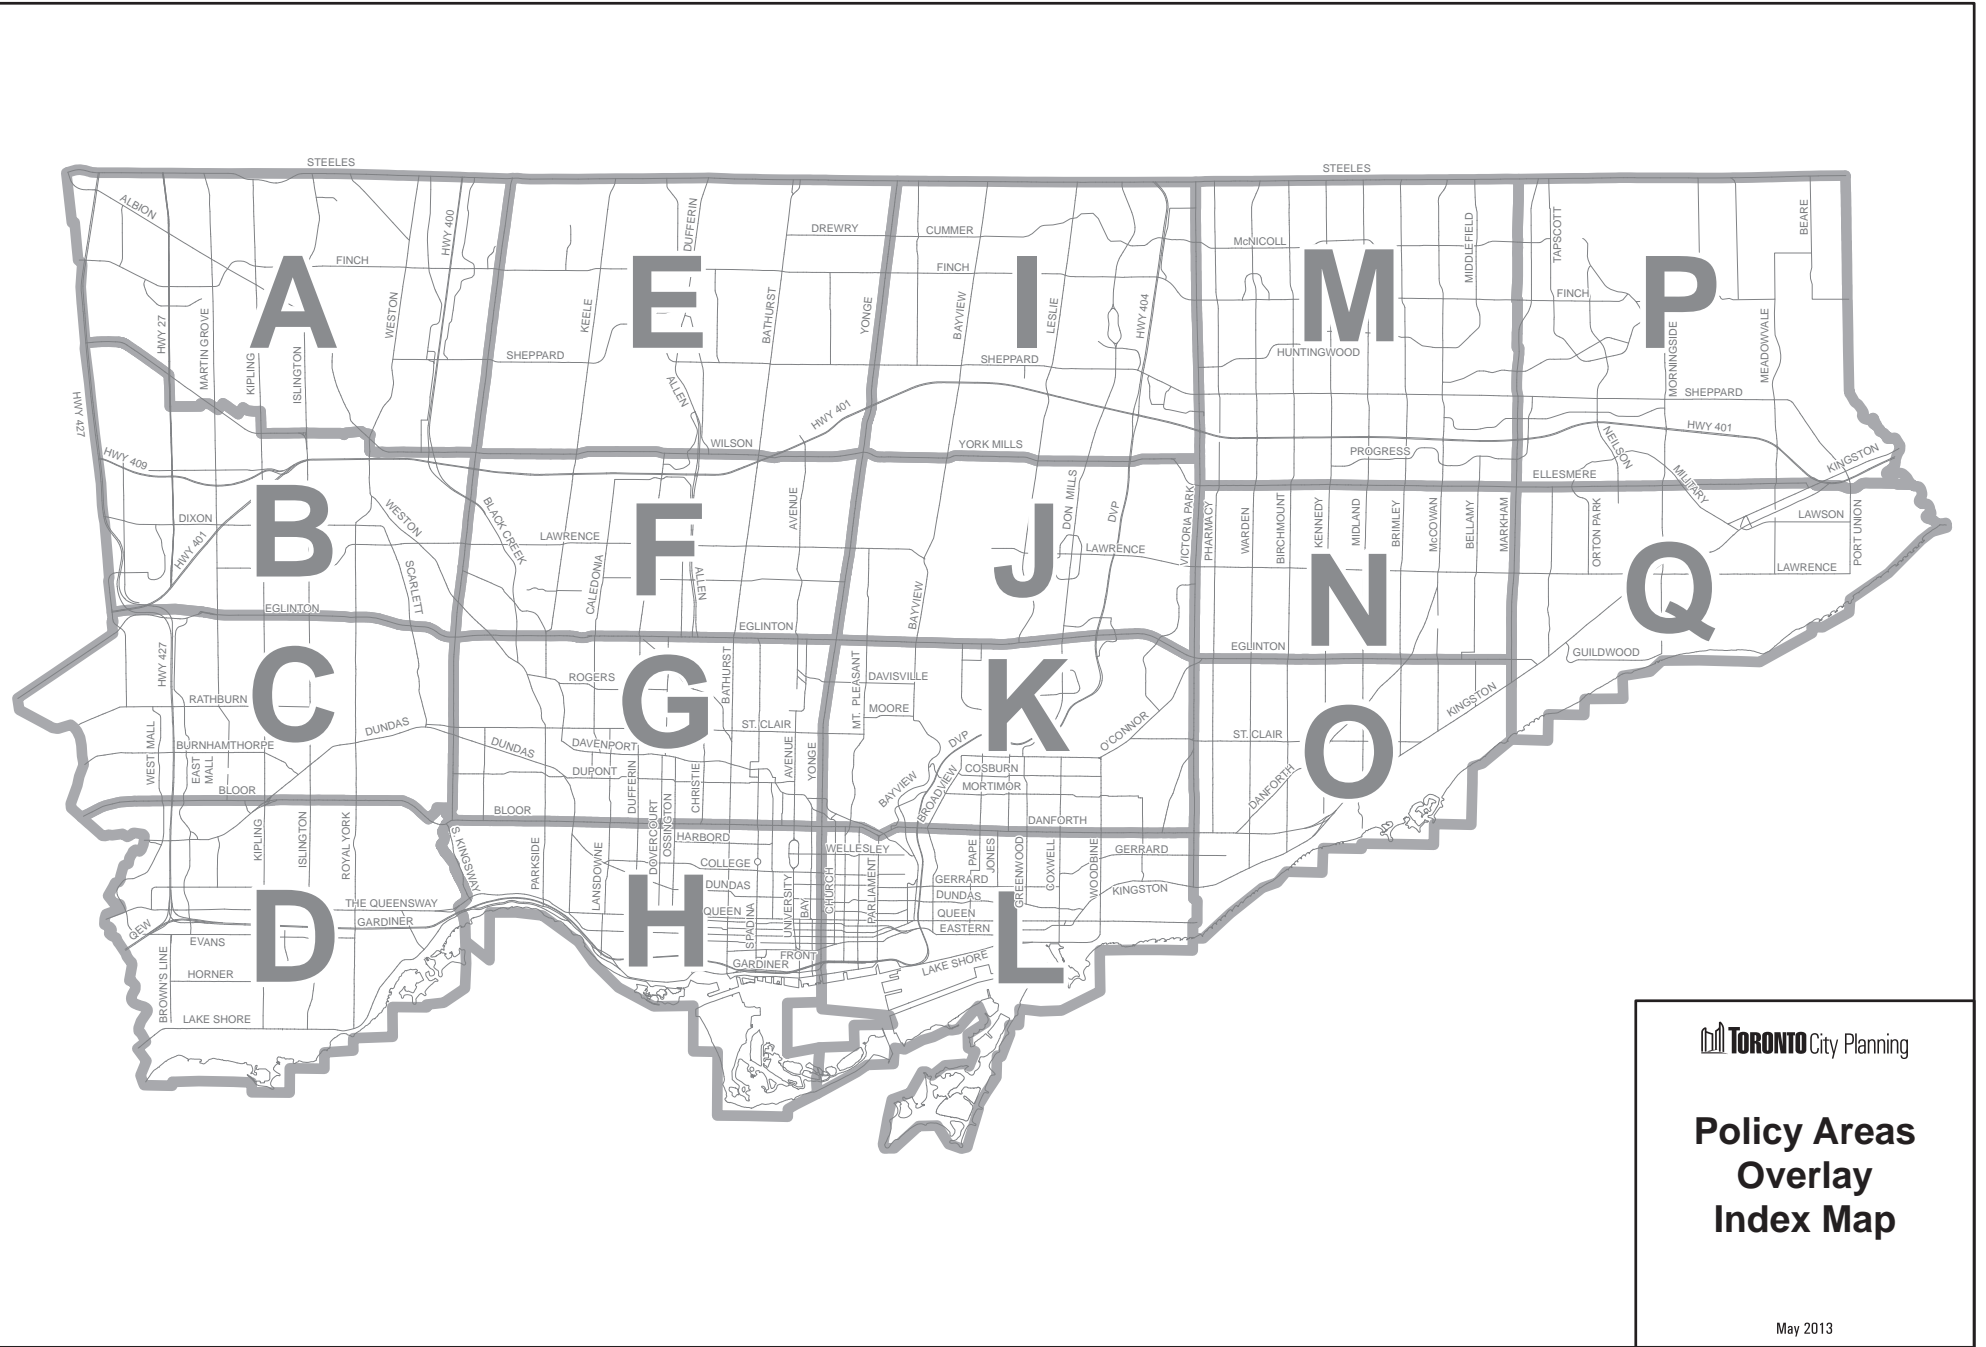 STEELES
STEELES
ALBION
HWY 400
DUFFERIN
DREWRY
CUMMER
McNICOLL
MIDDLEFIELD
TAPSCOTT
BEARE
A
E
I
M
P
FINCH
FINCH
FINCH
HWY 27
MARTIN GROVE
KIPLING
ISLINGTON
WESTON
KEELE
BATHURST
YONGE
BAYVIEW
LESLIE
HWY 404
HUNTINGWOOD
MORNINGSIDE
MEADOWVALE
SHEPPARD
SHEPPARD
SHEPPARD
HWY 427
ALLEN
HWY 401
WILSON
YORK MILLS
PROGRESS
NEILSON
HWY 401
HWY 409
ELLESMERE
MILITARY
KINGSTON
B
F
J
N
Q
DIXON
HWY 401
WESTON
BLACK CREEK
LAWRENCE
AVENUE
DON MILLS
DVP
LAWRENCE
VICTORIA PARK
PHARMACY
WARDEN
BIRCHMOUNT
KENNEDY
MIDLAND
BRIMLEY
McCOWAN
BELLAMY
MARKHAM
ORTON PARK
LAWSON
PORT UNION
LAWRENCE
SCARLETT
CALEDONIA
ALLEN
BAYVIEW
EGLINTON
EGLINTON
EGLINTON
GUILDWOOD
HWY 427
C
G
K
O
ROGERS
BATHURST
MT. PLEASANT
DAVISVILLE
MOORE
RATHBURN
DUNDAS
DUNDAS
ST. CLAIR
DVP
O'CONNOR
ST. CLAIR
KINGSTON
WEST MALL
BURNHAMTHORPE
EAST
MALL
DAVENPORT
DUPONT
DUFFERIN
CHRISTIE
AVENUE
YONGE
BAYVIEW
BROADVIEW
COSBURN
MORTIMOR
DANFORTH
BLOOR
BLOOR
DANFORTH
KIPLING
ISLINGTON
ROYAL YORK
S. KINGSWAY
PARKSIDE
LANSDOWNE
DOVERCOURT
OSSINGTON
HARBORD
COLLEGE
DUNDAS
QUEEN
SPADINA
UNIVERSITY
BAY
CHURCH
WELLESLEY
PARLIAMENT
PAPE
JONES
GREENWOOD
COXWELL
WOODBINE
GERRARD
KINGSTON
GERRARD
DUNDAS
QUEEN
EASTERN
D
H
L
THE QUEENSWAY
GARDINER
QEW
EVANS
BROWN'S LINE
HORNER
LAKE SHORE
FRONT
GARDINER
LAKE SHORE
TORONTO City Planning
Policy Areas
Overlay
Index Map
May 2013